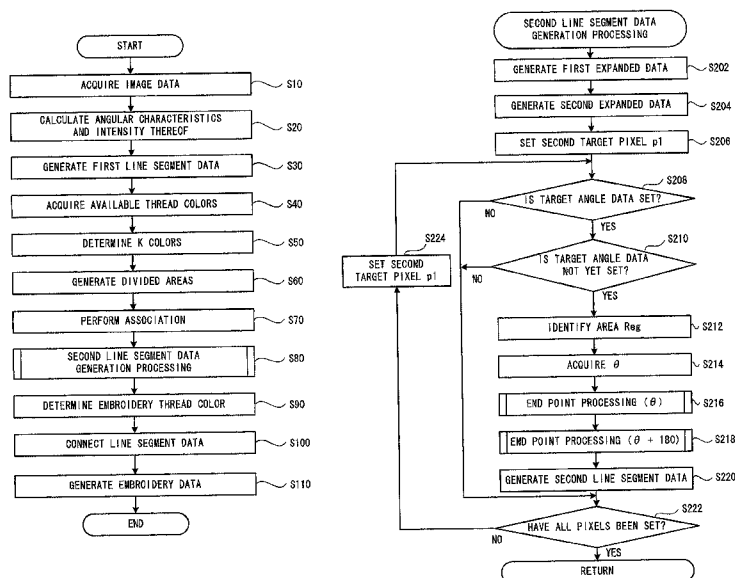 START
ACQUIRE IMAGE DATA
S10
CALCULATE ANGULAR CHARACTERISTICS
AND INTENSITY THEREOF
S20
GENERATE FIRST LINE SEGMENT DATA
S30
ACQUIRE AVAILABLE THREAD COLORS
S40
DETERMINE K COLORS
S50
GENERATE DIVIDED AREAS
S60
PERFORM ASSOCIATION
S70
SECOND LINE SEGMENT DATA
GENERATION PROCESSING
S80
DETERMINE EMBROIDERY THREAD COLOR
S90
CONNECT LINE SEGMENT DATA
S100
GENERATE EMBROIDERY DATA
S110
END
SECOND LINE SEGMENT DATA
GENERATION PROCESSING
GENERATE FIRST EXPANDED DATA
S202
GENERATE SECOND EXPANDED DATA
S204
SET SECOND TARGET PIXEL p1
S206
S208
IS TARGET ANGLE DATA SET?
NO
YES
S210
IS TARGET ANGLE DATA
NOT YET SET?
NO
YES
S224
SET SECOND
TARGET PIXEL p1
IDENTIFY AREA Reg
S212
ACQUIRE θ
S214
END POINT PROCESSING (θ)
S216
END POINT PROCESSING (θ + 180)
S218
GENERATE SECOND LINE SEGMENT DATA
S220
S222
HAVE ALL PIXELS BEEN SET?
NO
YES
RETURN